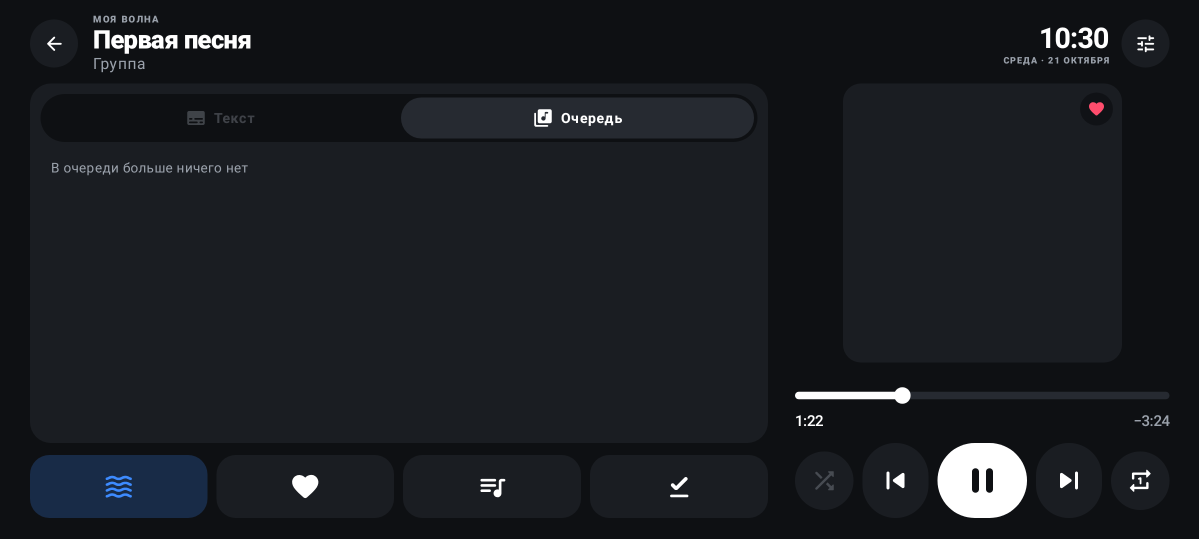 МОЯ ВОЛНА
Первая песня
Группа
10:30
СРЕДА · 21 ОКТЯБРЯ
Текст
Очередь
В очереди больше ничего нет
1:22
−3:24
1